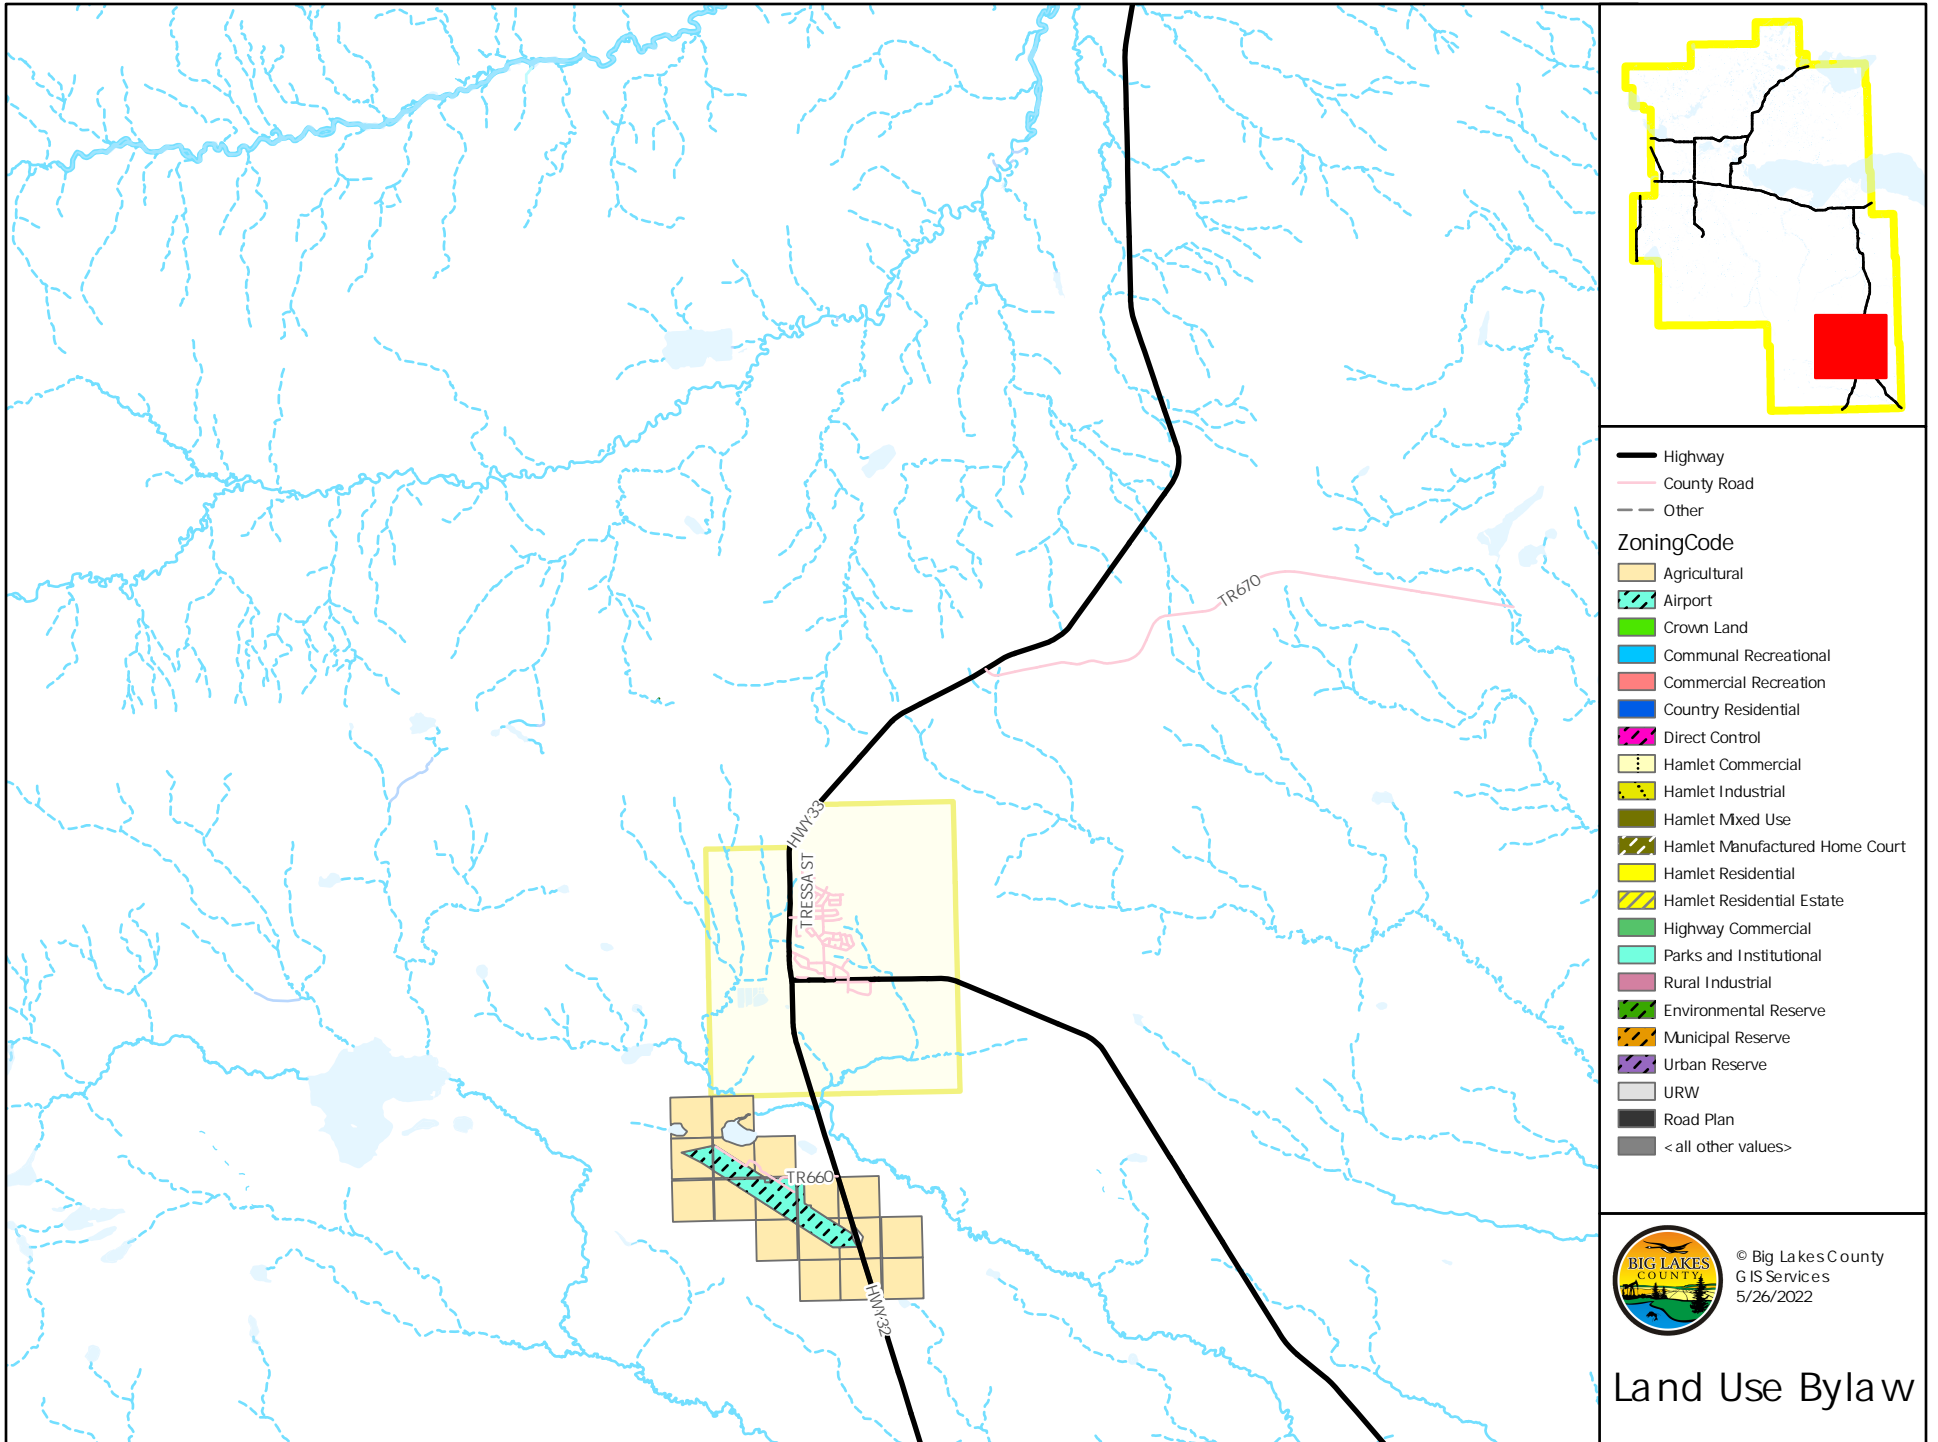 TR670
HWY33
TRESSA ST
TR660
HWY32
Highway
County Road
Other
ZoningCode
Agricultural
Airport
Crown Land
Communal Recreational
Commercial Recreation
Country Residential
Direct Control
Hamlet Commercial
Hamlet Industrial
Hamlet Mixed Use
Hamlet Manufactured Home Court
Hamlet Residential
Hamlet Residential Estate
Highway Commercial
Parks and Institutional
Rural Industrial
Environmental Reserve
Municipal Reserve
Urban Reserve
URW
Road Plan
<all other values>
BIG LAKES
COUNTY
© Big Lakes County
GIS Services
5/26/2022
Land Use Bylaw